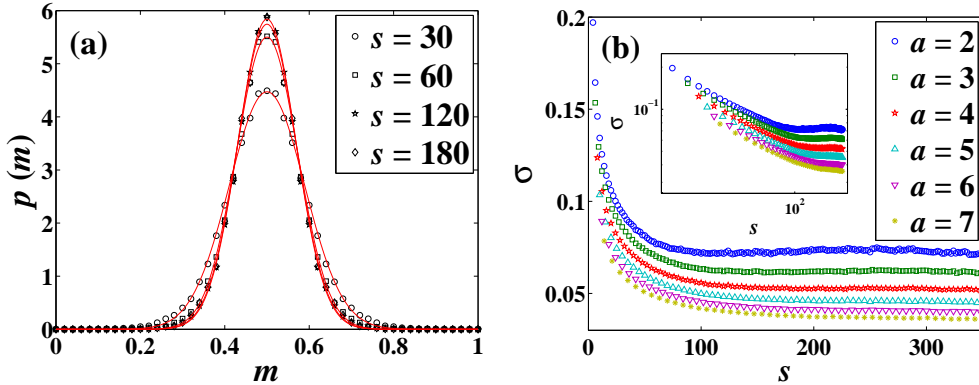 (a)
s = 30
s = 60
s = 120
s = 180
p (m)
6
5
4
3
2
1
0
0 0.2 0.4 0.6 0.8 1
m
(b)
a = 2
a = 3
a = 4
a = 5
a = 6
a = 7
σ
0.2
0.15
0.1
0.05
0 100 200 300
s
σ
10⁻¹
10²
s